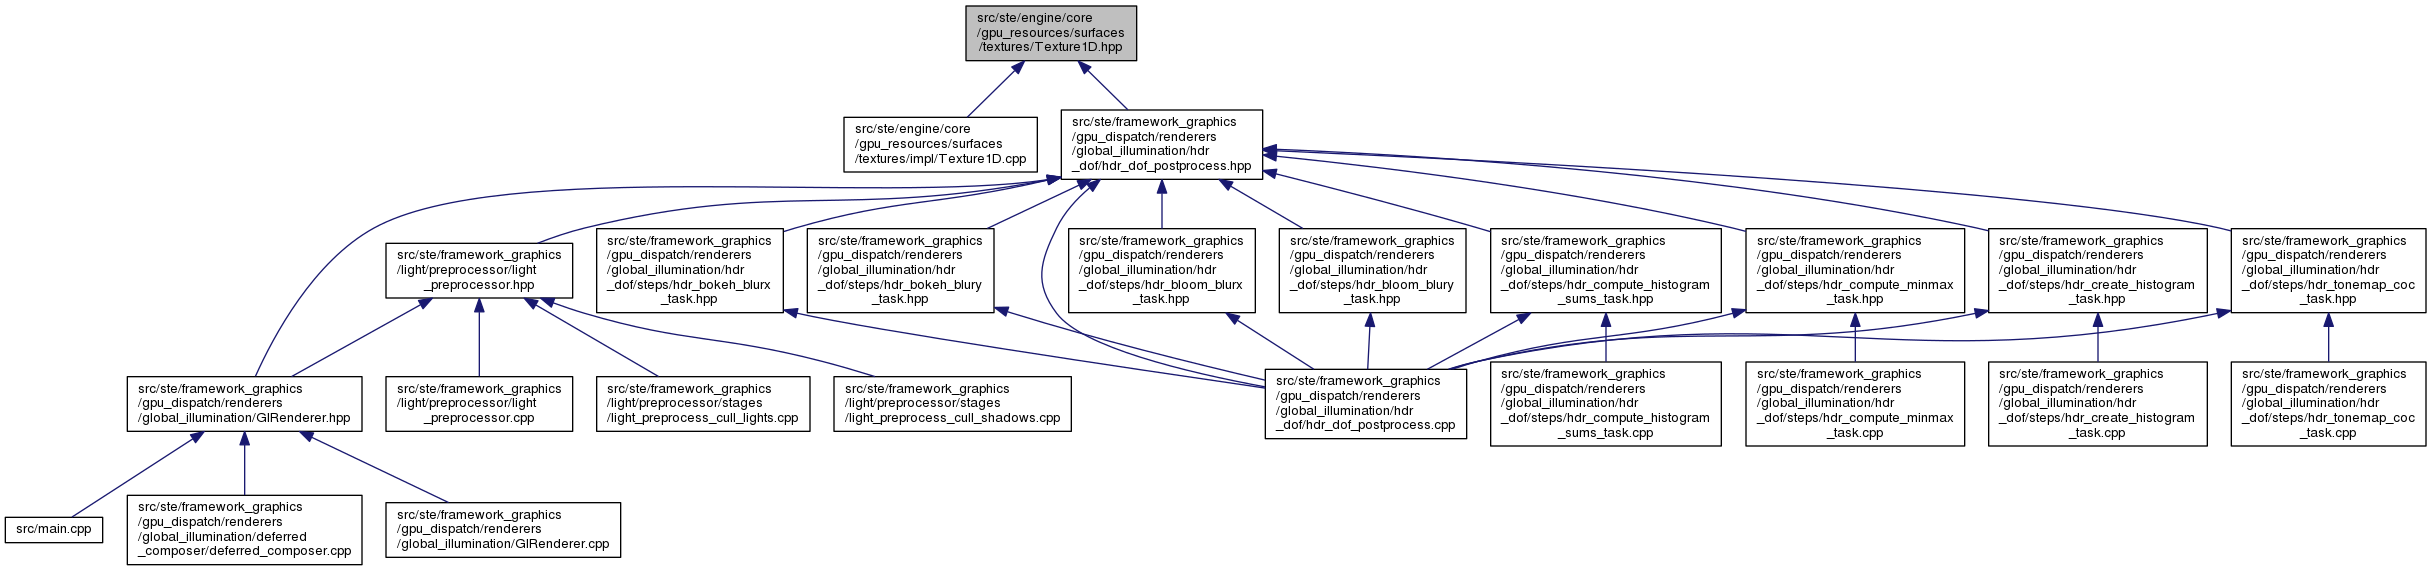 src/ste/engine/core
/gpu_resources/surfaces
/textures/Texture1D.hpp
src/ste/engine/core
/gpu_resources/surfaces
/textures/impl/Texture1D.cpp
src/ste/framework_graphics
/gpu_dispatch/renderers
/global_illumination/hdr
_dof/hdr_dof_postprocess.hpp
src/ste/framework_graphics
/light/preprocessor/light
_preprocessor.hpp
src/ste/framework_graphics
/gpu_dispatch/renderers
/global_illumination/hdr
_dof/steps/hdr_bokeh_blurx
_task.hpp
src/ste/framework_graphics
/gpu_dispatch/renderers
/global_illumination/hdr
_dof/steps/hdr_bokeh_blury
_task.hpp
src/ste/framework_graphics
/gpu_dispatch/renderers
/global_illumination/hdr
_dof/steps/hdr_bloom_blurx
_task.hpp
src/ste/framework_graphics
/gpu_dispatch/renderers
/global_illumination/hdr
_dof/steps/hdr_bloom_blury
_task.hpp
src/ste/framework_graphics
/gpu_dispatch/renderers
/global_illumination/hdr
_dof/steps/hdr_compute_histogram
_sums_task.hpp
src/ste/framework_graphics
/gpu_dispatch/renderers
/global_illumination/hdr
_dof/steps/hdr_compute_minmax
_task.hpp
src/ste/framework_graphics
/gpu_dispatch/renderers
/global_illumination/hdr
_dof/steps/hdr_create_histogram
_task.hpp
src/ste/framework_graphics
/gpu_dispatch/renderers
/global_illumination/hdr
_dof/steps/hdr_tonemap_coc
_task.hpp
src/ste/framework_graphics
/gpu_dispatch/renderers
/global_illumination/GIRenderer.hpp
src/ste/framework_graphics
/light/preprocessor/light
_preprocessor.cpp
src/ste/framework_graphics
/light/preprocessor/stages
/light_preprocess_cull_lights.cpp
src/ste/framework_graphics
/light/preprocessor/stages
/light_preprocess_cull_shadows.cpp
src/ste/framework_graphics
/gpu_dispatch/renderers
/global_illumination/hdr
_dof/hdr_dof_postprocess.cpp
src/ste/framework_graphics
/gpu_dispatch/renderers
/global_illumination/hdr
_dof/steps/hdr_compute_histogram
_sums_task.cpp
src/ste/framework_graphics
/gpu_dispatch/renderers
/global_illumination/hdr
_dof/steps/hdr_compute_minmax
_task.cpp
src/ste/framework_graphics
/gpu_dispatch/renderers
/global_illumination/hdr
_dof/steps/hdr_create_histogram
_task.cpp
src/ste/framework_graphics
/gpu_dispatch/renderers
/global_illumination/hdr
_dof/steps/hdr_tonemap_coc
_task.cpp
src/main.cpp
src/ste/framework_graphics
/gpu_dispatch/renderers
/global_illumination/deferred
_composer/deferred_composer.cpp
src/ste/framework_graphics
/gpu_dispatch/renderers
/global_illumination/GIRenderer.cpp